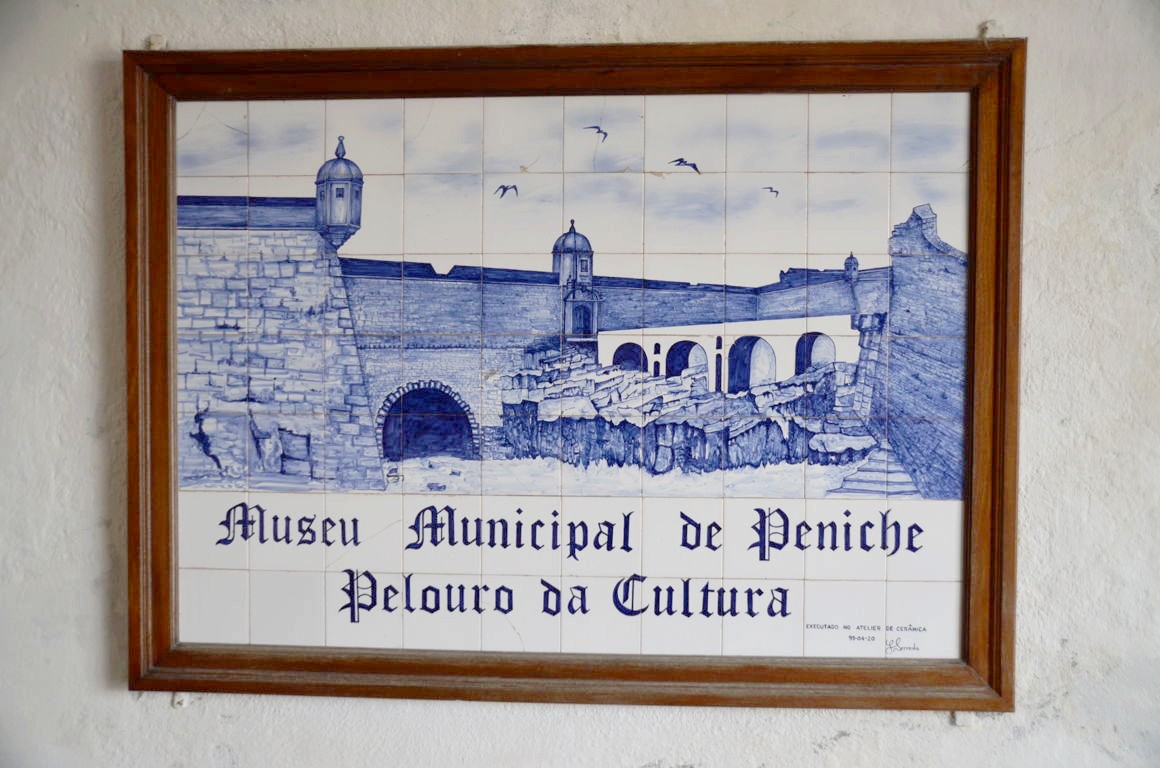 Museu Municipal de Peniche
Pelouro da Cultura
EXECUTADO NO ATELIER DE CERÂMICA
95-04-20